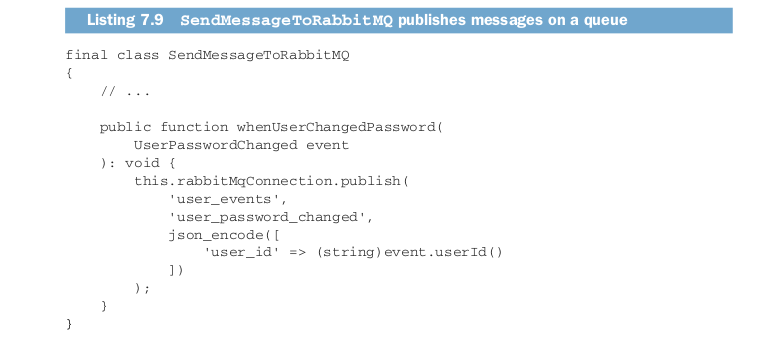 Listing 7.9 SendMessageToRabbitMQ publishes messages on a queue
final class SendMessageToRabbitMQ
{
    // ...
    public function whenUserChangedPassword(
        UserPasswordChanged event
    ): void {
        this.rabbitMqConnection.publish(
            'user_events',
            'user_password_changed',
            json_encode([
                'user_id' => (string)event.userId()
            ])
        );
    }
}